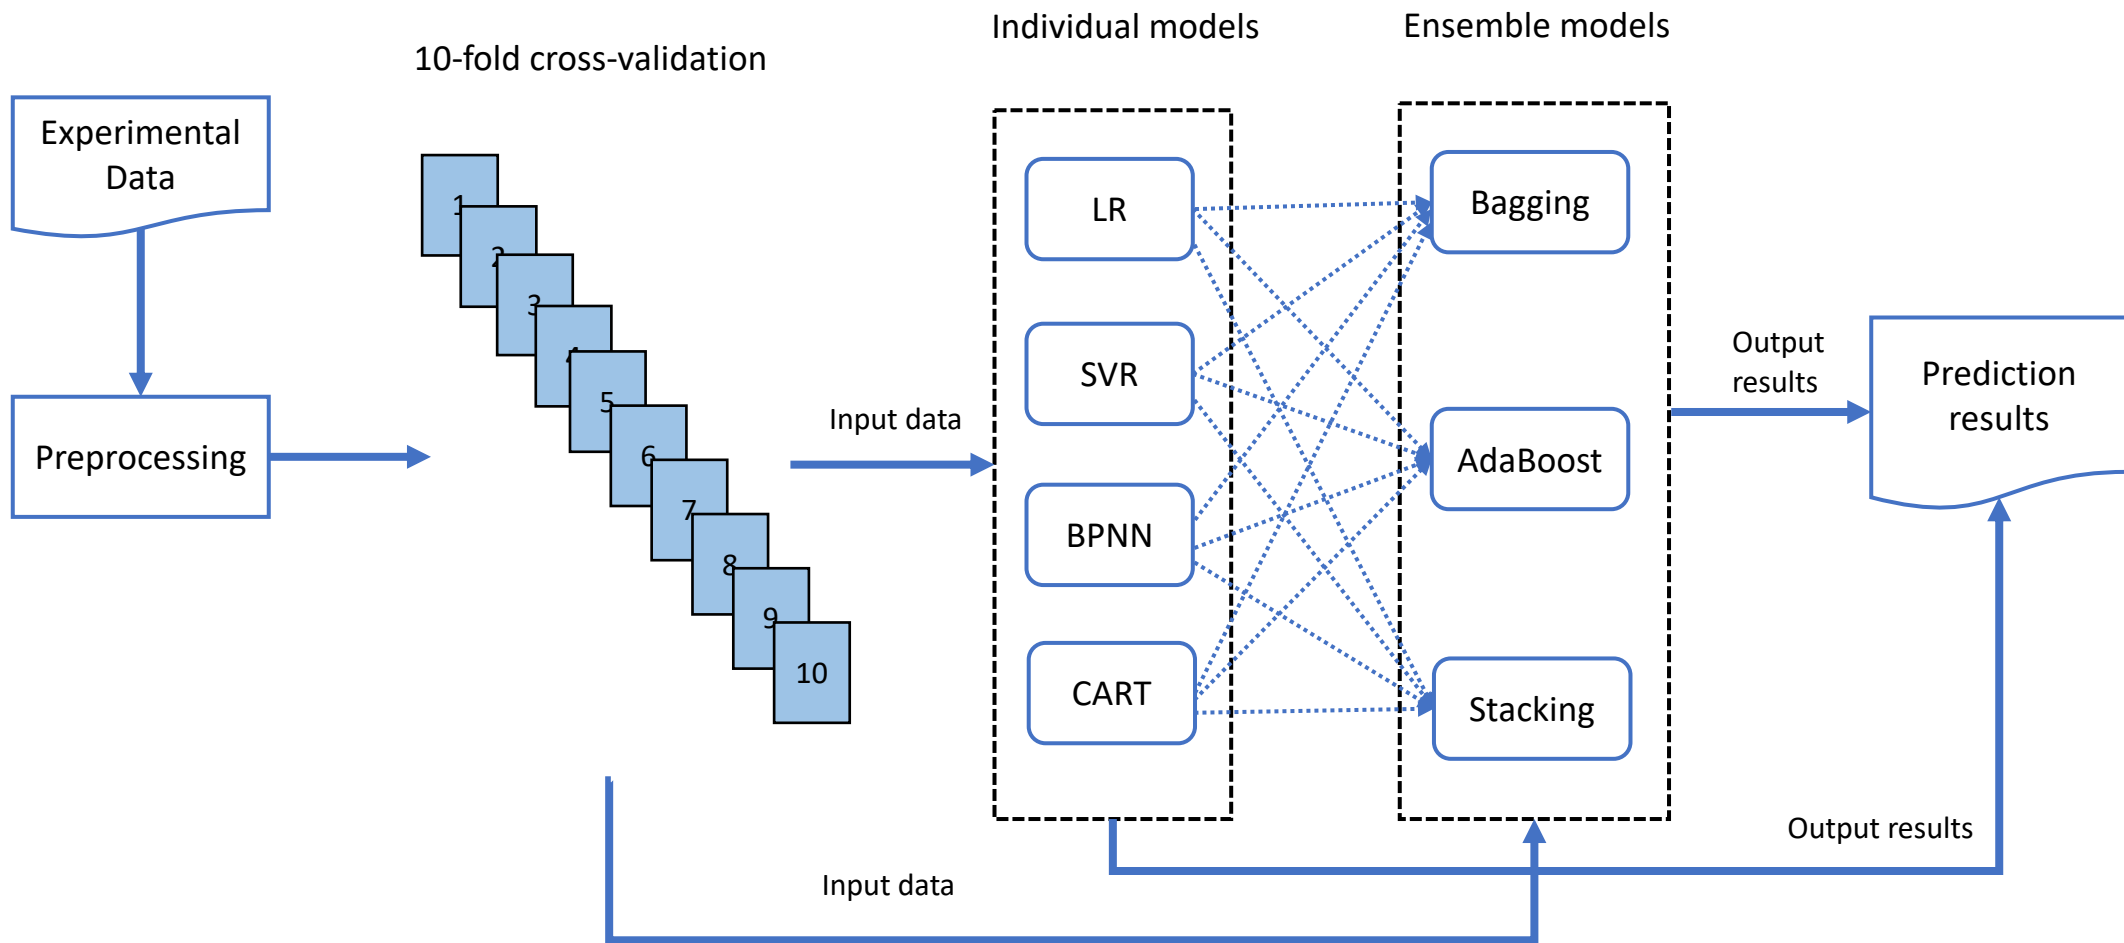 Individual models
Ensemble models
10-fold cross-validation
Experimental
Data
Preprocessing
1
2
3
4
5
6
7
8
9
10
Input data
LR
SVR
BPNN
CART
Bagging
AdaBoost
Stacking
Output
results
Prediction
results
Output results
Input data